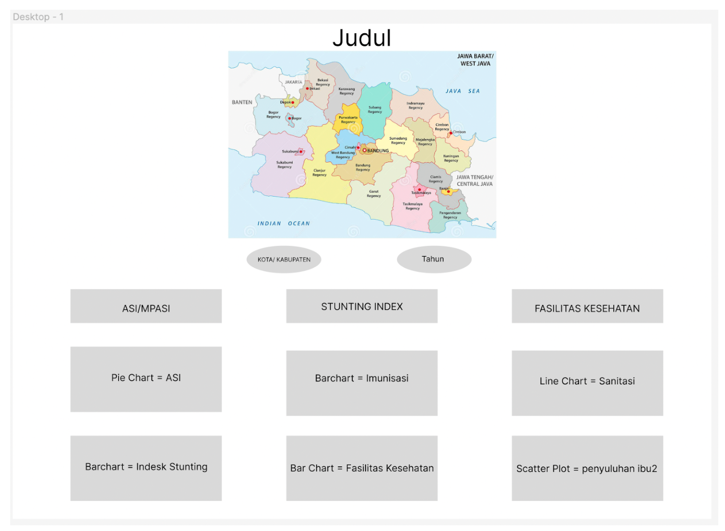 Desktop - 1
Judul
JAWA BARAT/
WEST JAVA
JAKARTA
BANTEN
JAVA SEA
Bekasi
Regency
Bekasi
Karawang
Regency
Depok
Bogor
Regency
Bogor
Purwakarta
Regency
Subang
Regency
Indramayu
Regency
Cirebon
Regency
Cirebon
Sukabumi
Sukabumi
Regency
Cianjur
Regency
Cimahi
West Bandung
Regency
BANDUNG
Bandung
Regency
Sumedang
Regency
Majalengka
Regency
Kuningan
Regency
Garut
Regency
Ciamis
Regency
Banjar
Tasikmalaya
Tasikmalaya
Regency
Pangandaran
Regency
JAWA TENGAH/
CENTRAL JAVA
INDIAN OCEAN
KOTA/ KABUPATEN
Tahun
ASI/MPASI
STUNTING INDEX
FASILITAS KESEHATAN
Pie Chart = ASI
Barchart = Imunisasi
Line Chart = Sanitasi
Barchart = Indesk Stunting
Bar Chart = Fasilitas Kesehatan
Scatter Plot = penyuluhan ibu2